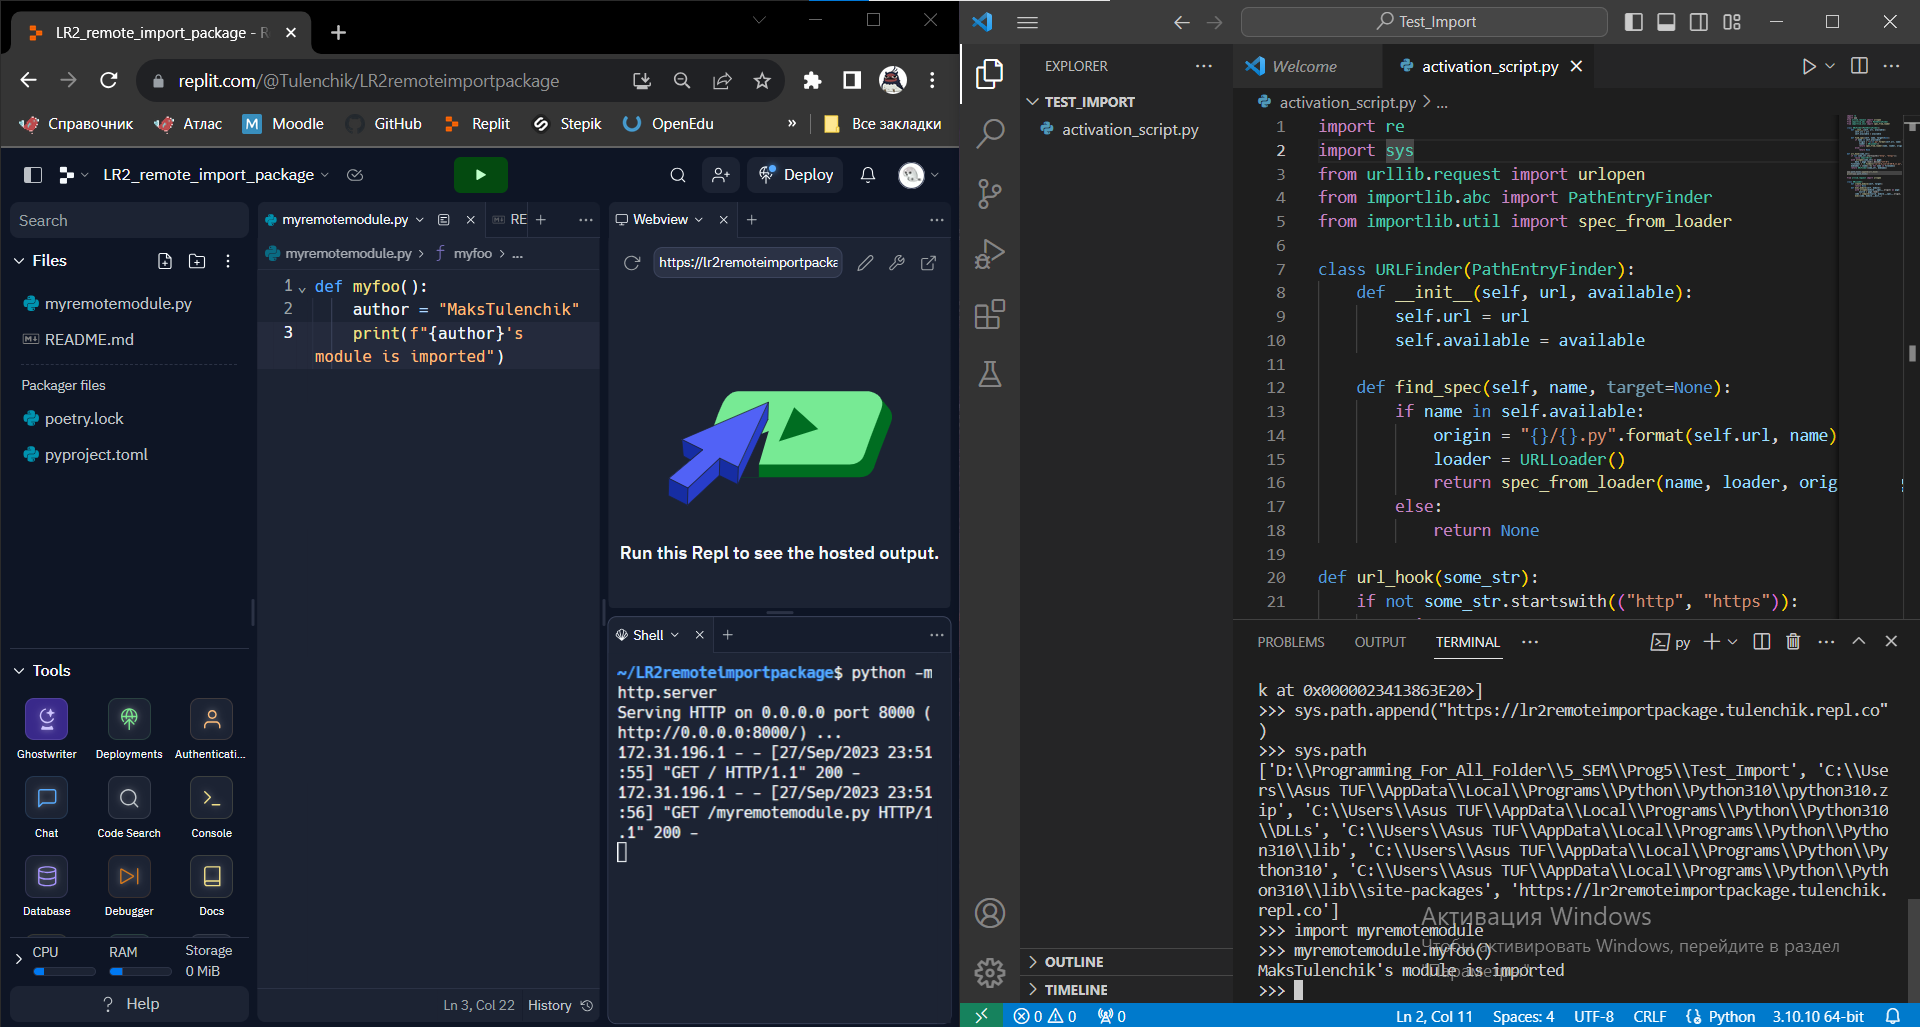 LR2_remote_import_package - R
replit.com/@Tulenchik/LR2remoteimportpackage
Справочник
Атлас
Moodle
GitHub
Replit
Stepik
OpenEdu
»
Все закладки
LR2_remote_import_package
Deploy
Search
Files
myremotemodule.py
README.md
Packager files
poetry.lock
pyproject.toml
Tools
Ghostwriter
Deployments
Authenticati...
Chat
Code Search
Console
Database
Debugger
Docs
CPU
RAM
Storage
0 MiB
? Help
myremotemodule.py
RE
myremotemodule.py > f myfoo > ...
1 def myfoo():
2 author = "MaksTulenchik"
3 print(f"{author}'s
module is imported")
Ln 3, Col 22
History
Webview
https://lr2remoteimportpacka
Run this Repl to see the hosted output.
Shell
~/LR2remoteimportpackage$ python -m
http.server
Serving HTTP on 0.0.0.0 port 8000 (
http://0.0.0.0:8000/) ...
172.31.196.1 - - [27/Sep/2023 23:51
:55] "GET / HTTP/1.1" 200 -
172.31.196.1 - - [27/Sep/2023 23:51
:56] "GET /myremotemodule.py HTTP/1
.1" 200 -
Test_Import
EXPLORER
TEST_IMPORT
activation_script.py
OUTLINE
TIMELINE
Welcome
activation_script.py
activation_script.py > ...
1 import re
2 import sys
3 from urllib.request import urlopen
4 from importlib.abc import PathEntryFinder
5 from importlib.util import spec_from_loader
6
7 class URLFinder(PathEntryFinder):
8 def __init__(self, url, available):
9 self.url = url
10 self.available = available
11
12 def find_spec(self, name, target=None):
13 if name in self.available:
14 origin = "{}/{}.py".format(self.url, name)
15 loader = URLLoader()
16 return spec_from_loader(name, loader, orig
17 else:
18 return None
19
20 def url_hook(some_str):
21 if not some_str.startswith(("http", "https")):
PROBLEMS
OUTPUT
TERMINAL
py
k at 0x0000023413863E20>]
>>> sys.path.append("https://lr2remoteimportpackage.tulenchik.repl.co"
)
>>> sys.path
['D:\\Programming_For_All_Folder\\5_SEM\\Prog5\\Test_Import', 'C:\\Use
rs\\Asus TUF\\AppData\\Local\\Programs\\Python\\Python310\\python310.z
ip', 'C:\\Users\\Asus TUF\\AppData\\Local\\Programs\\Python\\Python310
\\DLLs', 'C:\\Users\\Asus TUF\\AppData\\Local\\Programs\\Python\\Pytho
n310\\lib', 'C:\\Users\\Asus TUF\\AppData\\Local\\Programs\\Python\\Py
thon310', 'C:\\Users\\Asus TUF\\AppData\\Local\\Programs\\Python\\Pyth
on310\\lib\\site-packages', 'https://lr2remoteimportpackage.tulenchik.
repl.co']
>>> import myremotemodule
>>> myremotemodule.myfoo()
MaksTulenchik's module is imported
>>>
Активация Windows
Чтобы активировать Windows, перейдите в раздел
"Параметры".
0 0
0
Ln 2, Col 11
Spaces: 4
UTF-8
CRLF
Python
3.10.10 64-bit